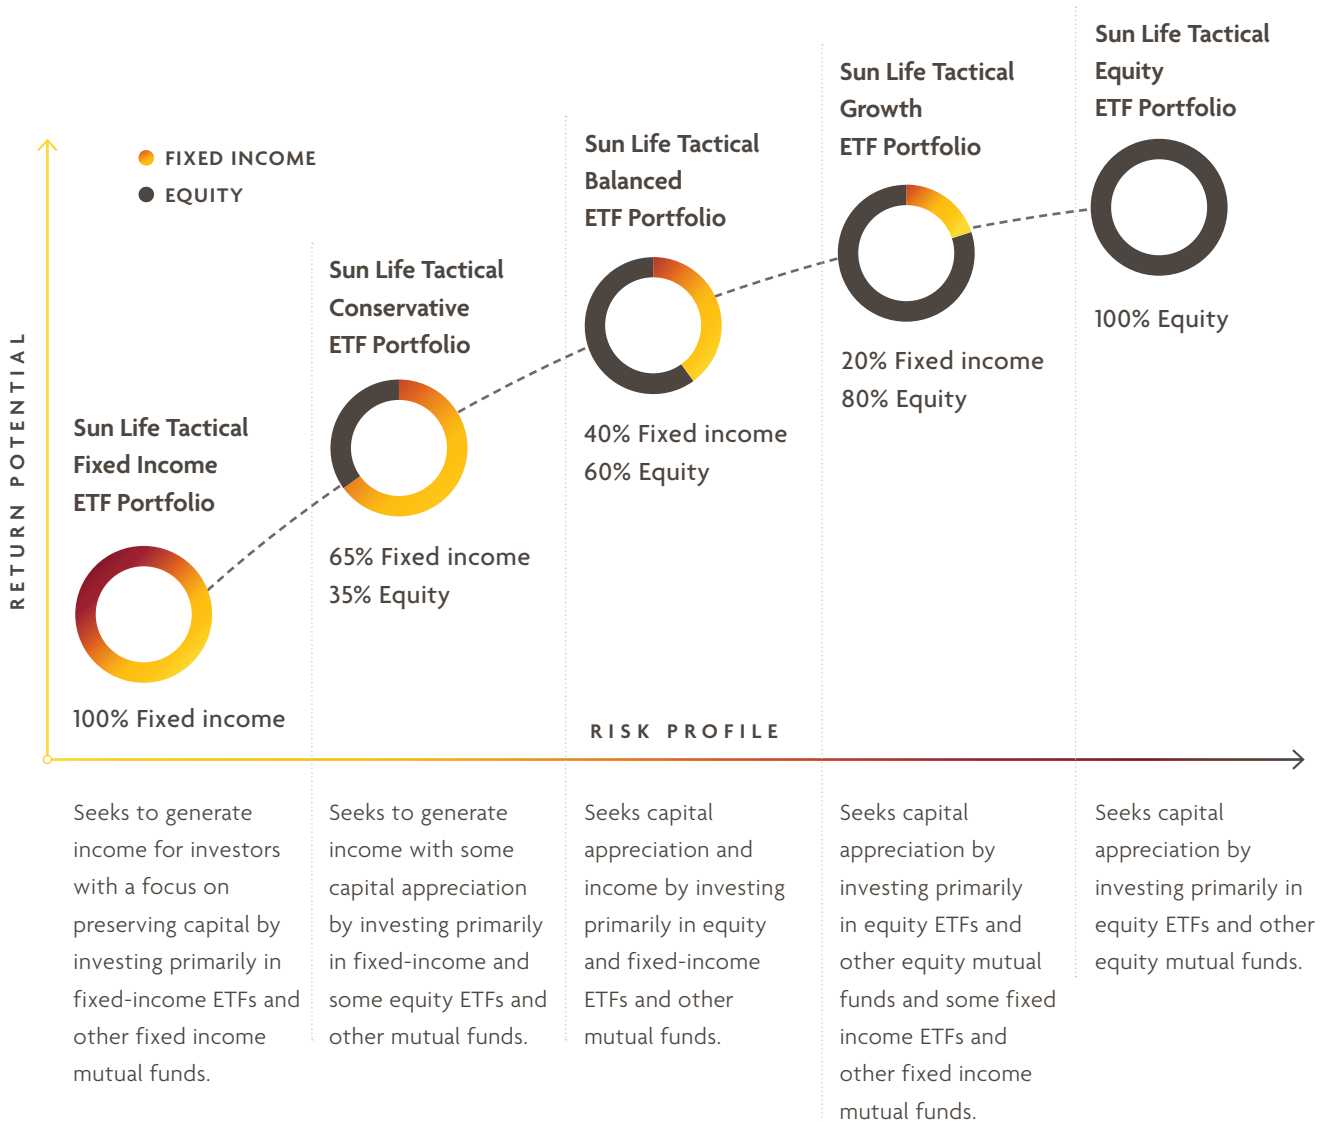 FIXED INCOME
EQUITY
RETURN POTENTIAL
Sun Life Tactical
Fixed Income
ETF Portfolio
100% Fixed income
Sun Life Tactical
Conservative
ETF Portfolio
65% Fixed income
35% Equity
Sun Life Tactical
Balanced
ETF Portfolio
40% Fixed income
60% Equity
Sun Life Tactical
Growth
ETF Portfolio
20% Fixed income
80% Equity
Sun Life Tactical
Equity
ETF Portfolio
100% Equity
RISK PROFILE
Seeks to generate
income for investors
with a focus on
preserving capital by
investing primarily in
fixed-income ETFs and
other fixed income
mutual funds.
Seeks to generate
income with some
capital appreciation
by investing primarily
in fixed-income and
some equity ETFs and
other mutual funds.
Seeks capital
appreciation and
income by investing
primarily in equity
and fixed-income
ETFs and other
mutual funds.
Seeks capital
appreciation by
investing primarily
in equity ETFs and
other equity mutual
funds and some fixed
income ETFs and
other fixed income
mutual funds.
Seeks capital
appreciation by
investing primarily in
equity ETFs and other
equity mutual funds.